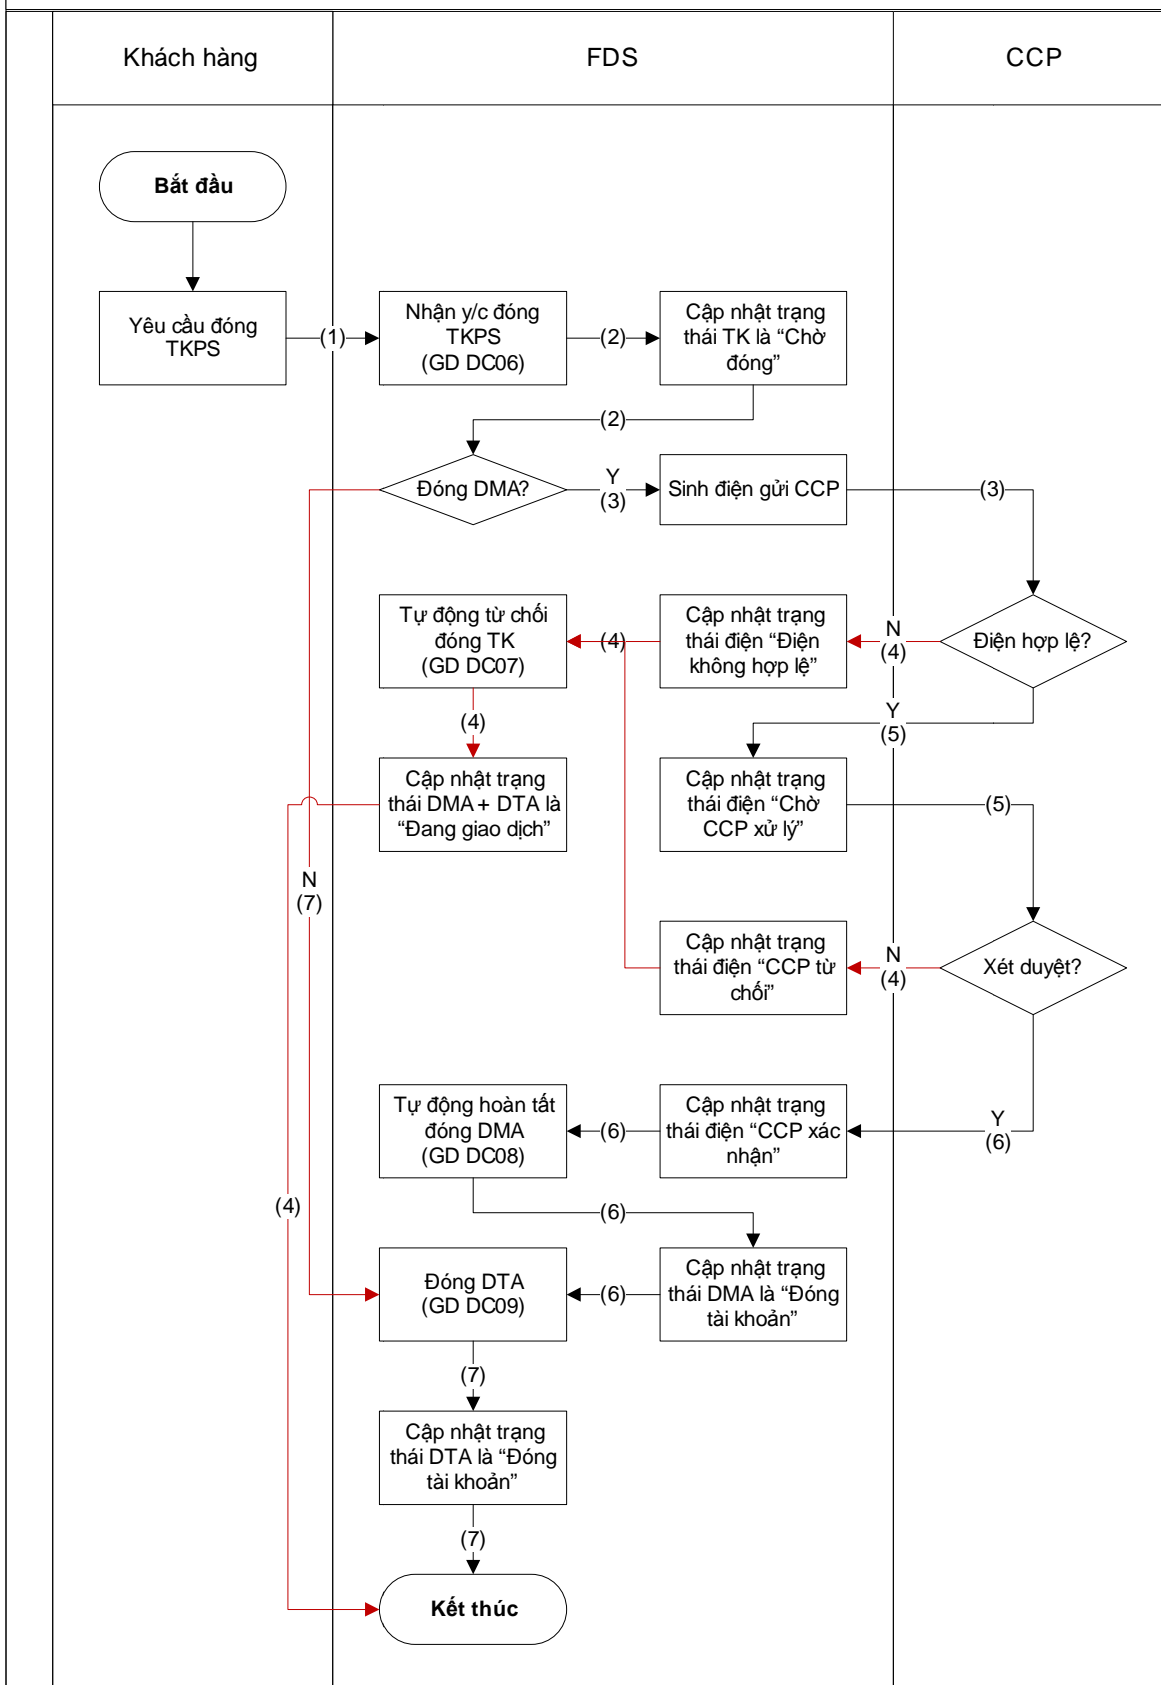 Khách hàng
FDS
CCP
Bắt đầu
Yêu cầu đóng
TKPS
(1)
Nhận y/c đóng
TKPS
(GD DC06)
(2)
Cập nhật trạng
thái TK là “Chờ
đóng”
(2)
Đóng DMA?
Y
(3)
Sinh điện gửi CCP
(3)
Tự động từ chối
đóng TK
(GD DC07)
(4)
Cập nhật trạng
thái điện “Điện
không hợp lệ”
N
(4)
Điện hợp lệ?
(4)
Y
(5)
Cập nhật trạng
thái DMA + DTA là
“Đang giao dịch”
Cập nhật trạng
thái điện “Chờ
CCP xử lý”
(5)
N
(7)
Cập nhật trạng
thái điện “CCP từ
chối”
N
(4)
Xét duyệt?
Tự động hoàn tất
đóng DMA
(GD DC08)
(6)
Cập nhật trạng
thái điện “CCP xác
nhận”
Y
(6)
(4)
(6)
Đóng DTA
(GD DC09)
(6)
Cập nhật trạng
thái DMA là “Đóng
tài khoản”
(7)
Cập nhật trạng
thái DTA là “Đóng
tài khoản”
(7)
Kết thúc